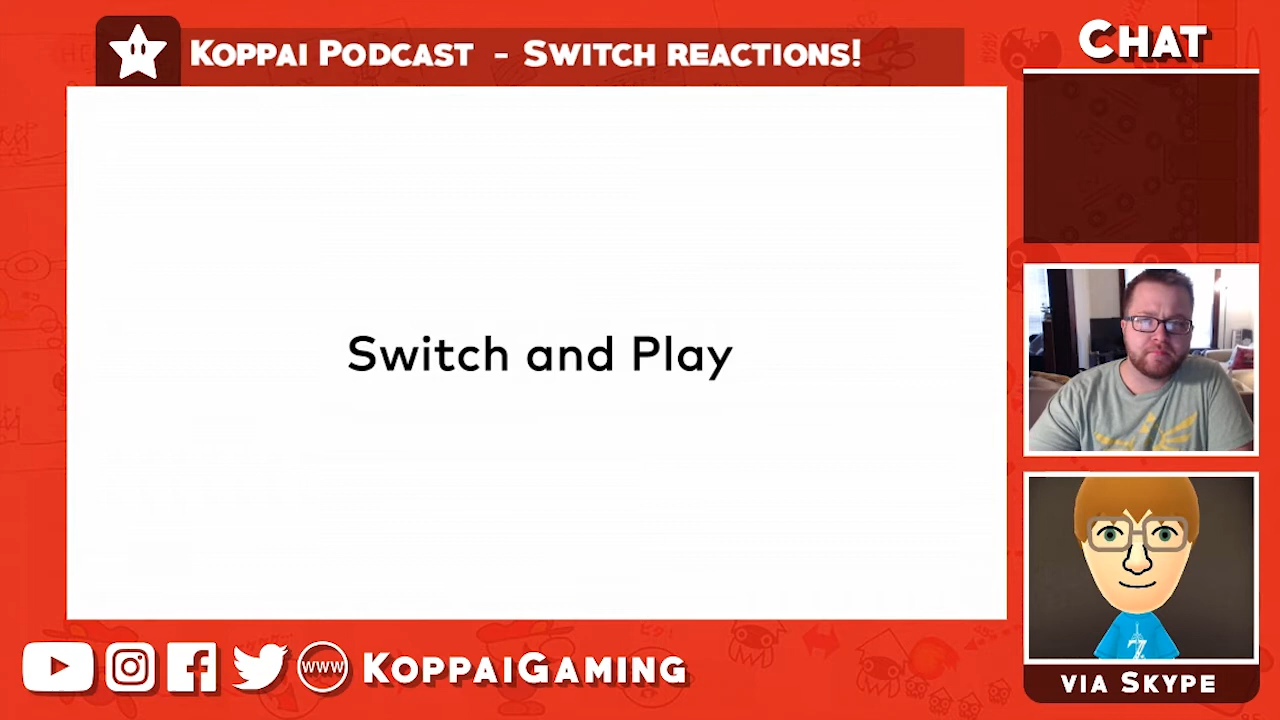 Koppai Podcast - Switch reactions!
Chat
Switch and Play
www
KoppaiGaming
via Skype